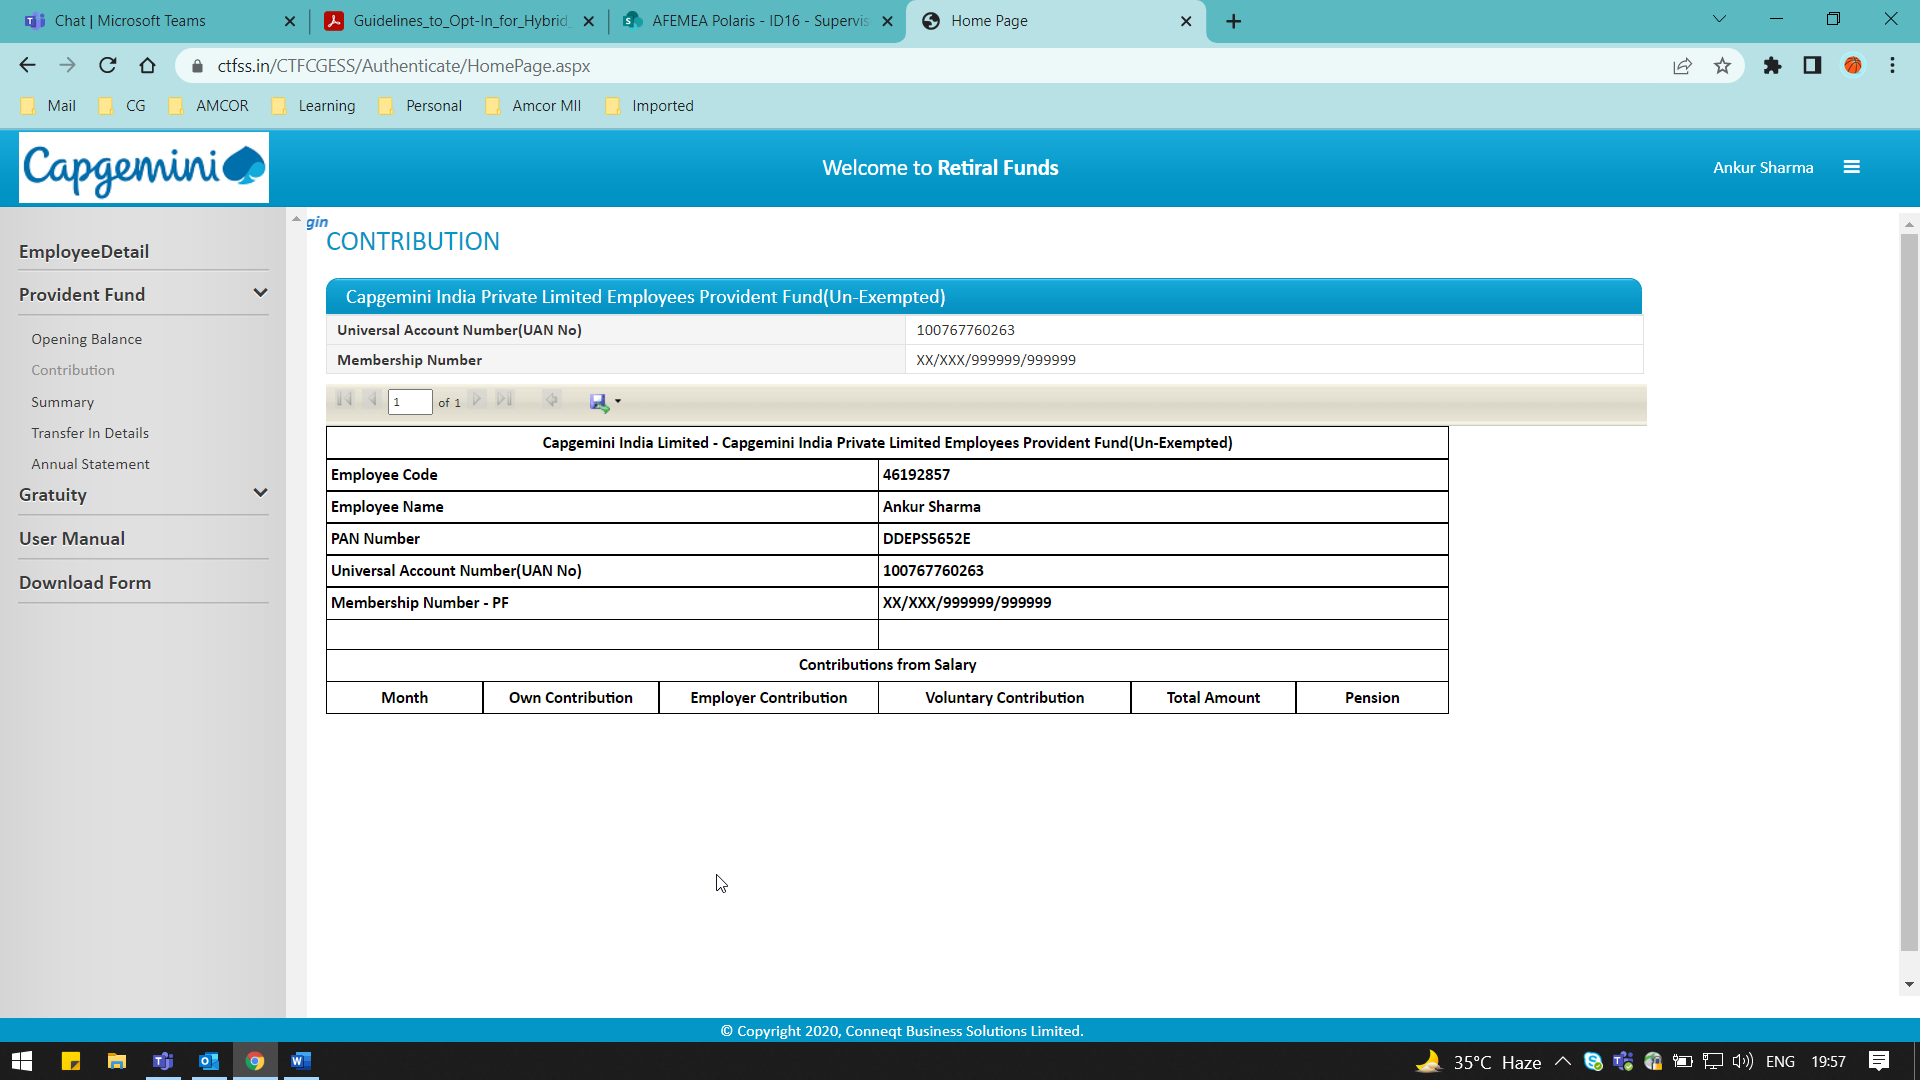 Chat | Microsoft Teams
Guidelines_to_Opt-In_for_Hybrid_
AFEMEA Polaris - ID16 - Supervis
Home Page
ctfss.in/CTFCGESS/Authenticate/HomePage.aspx
Mail CG AMCOR Learning Personal Amcor MII Imported
Capgemini
Welcome to Retiral Funds
Ankur Sharma
EmployeeDetail
Provident Fund
Opening Balance
Contribution
Summary
Transfer In Details
Annual Statement
Gratuity
User Manual
Download Form
gin
CONTRIBUTION
Capgemini India Private Limited Employees Provident Fund(Un-Exempted)
Universal Account Number(UAN No) 100767760263
Membership Number XX/XXX/999999/999999
1 of 1
Capgemini India Limited - Capgemini India Private Limited Employees Provident Fund(Un-Exempted)
Employee Code 46192857
Employee Name Ankur Sharma
PAN Number DDEPS5652E
Universal Account Number(UAN No) 100767760263
Membership Number - PF XX/XXX/999999/999999
Contributions from Salary
Month Own Contribution Employer Contribution Voluntary Contribution Total Amount Pension
© Copyright 2020, Conneqt Business Solutions Limited.
35°C Haze ENG 19:57